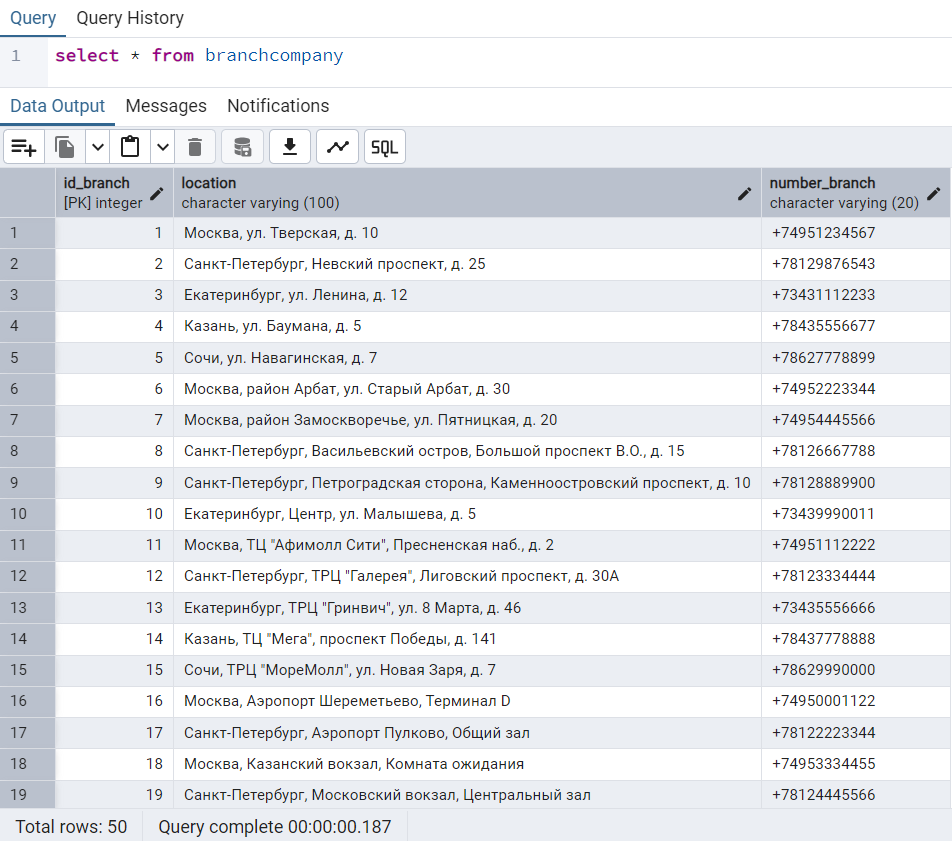 Query Query History
1 select * from branchcompany
Data Output Messages Notifications
SQL
id_branch location number_branch
[PK] integer character varying (100) character varying (20)
1 1 Москва, ул. Тверская, д. 10 +74951234567
2 2 Санкт-Петербург, Невский проспект, д. 25 +78129876543
3 3 Екатеринбург, ул. Ленина, д. 12 +73431112233
4 4 Казань, ул. Баумана, д. 5 +78435556677
5 5 Сочи, ул. Навагинская, д. 7 +78627778899
6 6 Москва, район Арбат, ул. Старый Арбат, д. 30 +74952223344
7 7 Москва, район Замоскворечье, ул. Пятницкая, д. 20 +74954445566
8 8 Санкт-Петербург, Васильевский остров, Большой проспект В.О., д. 15 +78126667788
9 9 Санкт-Петербург, Петроградская сторона, Каменноостровский проспект, д. 10 +78128889900
10 10 Екатеринбург, Центр, ул. Малышева, д. 5 +73439990011
11 11 Москва, ТЦ "Афимолл Сити", Пресненская наб., д. 2 +74951112222
12 12 Санкт-Петербург, ТРЦ "Галерея", Лиговский проспект, д. 30А +78123334444
13 13 Екатеринбург, ТРЦ "Гринвич", ул. 8 Марта, д. 46 +73435556666
14 14 Казань, ТЦ "Мега", проспект Победы, д. 141 +78437778888
15 15 Сочи, ТРЦ "МореМолл", ул. Новая Заря, д. 7 +78629990000
16 16 Москва, Аэропорт Шереметьево, Терминал D +74950001122
17 17 Санкт-Петербург, Аэропорт Пулково, Общий зал +78122223344
18 18 Москва, Казанский вокзал, Комната ожидания +74953334455
19 19 Санкт-Петербург, Московский вокзал, Центральный зал +78124445566
Total rows: 50 Query complete 00:00:00.187